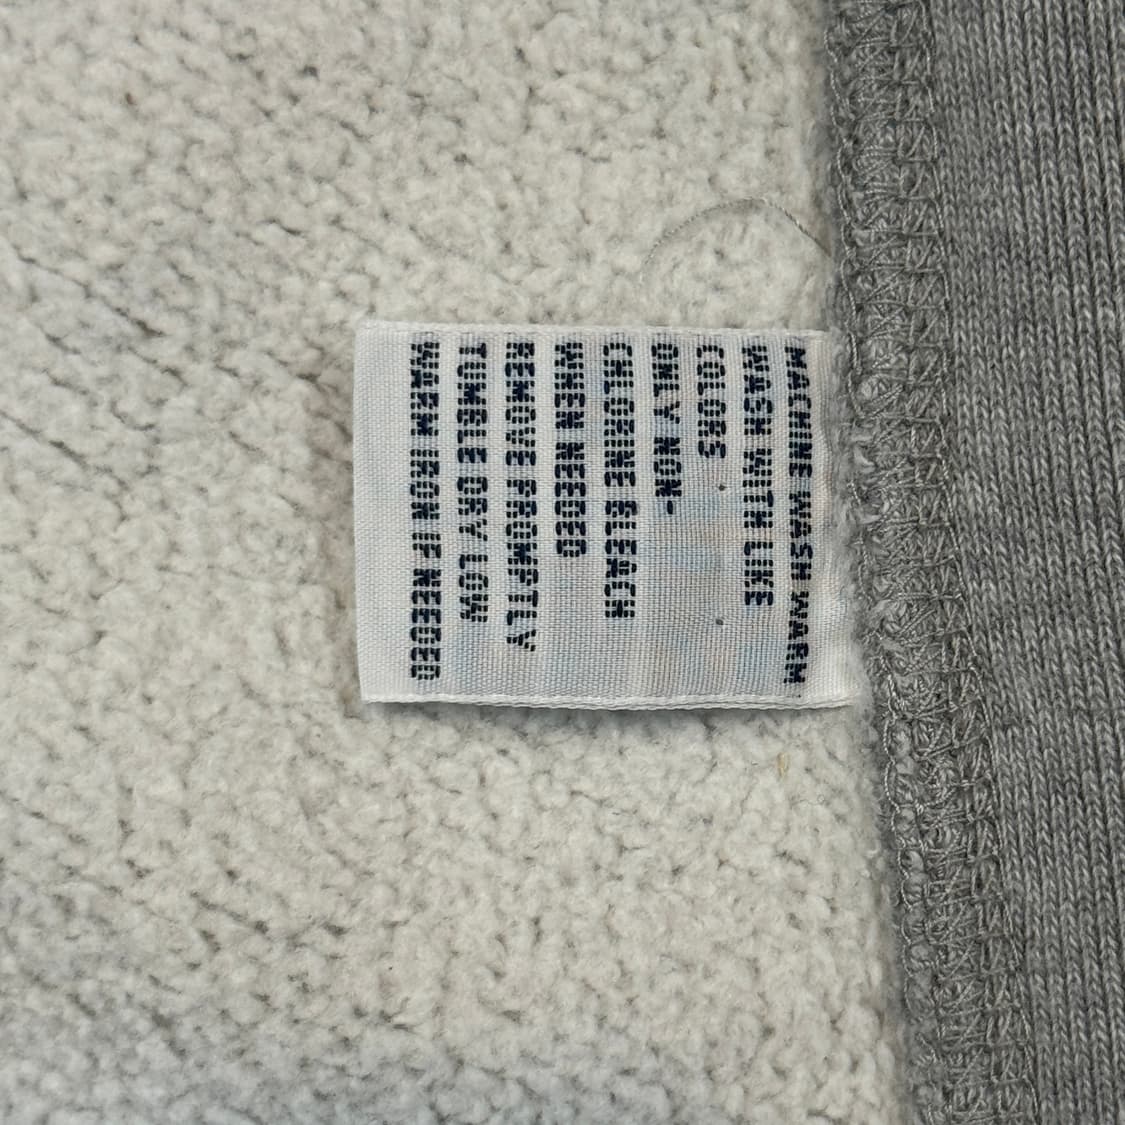 MACHINE WASH WARM
WASH WITH LIKE
COLORS
ONLY NON-
CHLORINE BLEACH
WHEN NEEDED
REMOVE PROMPTLY
TUMBLE DRY LOW
WARM IRON IF NEEDED